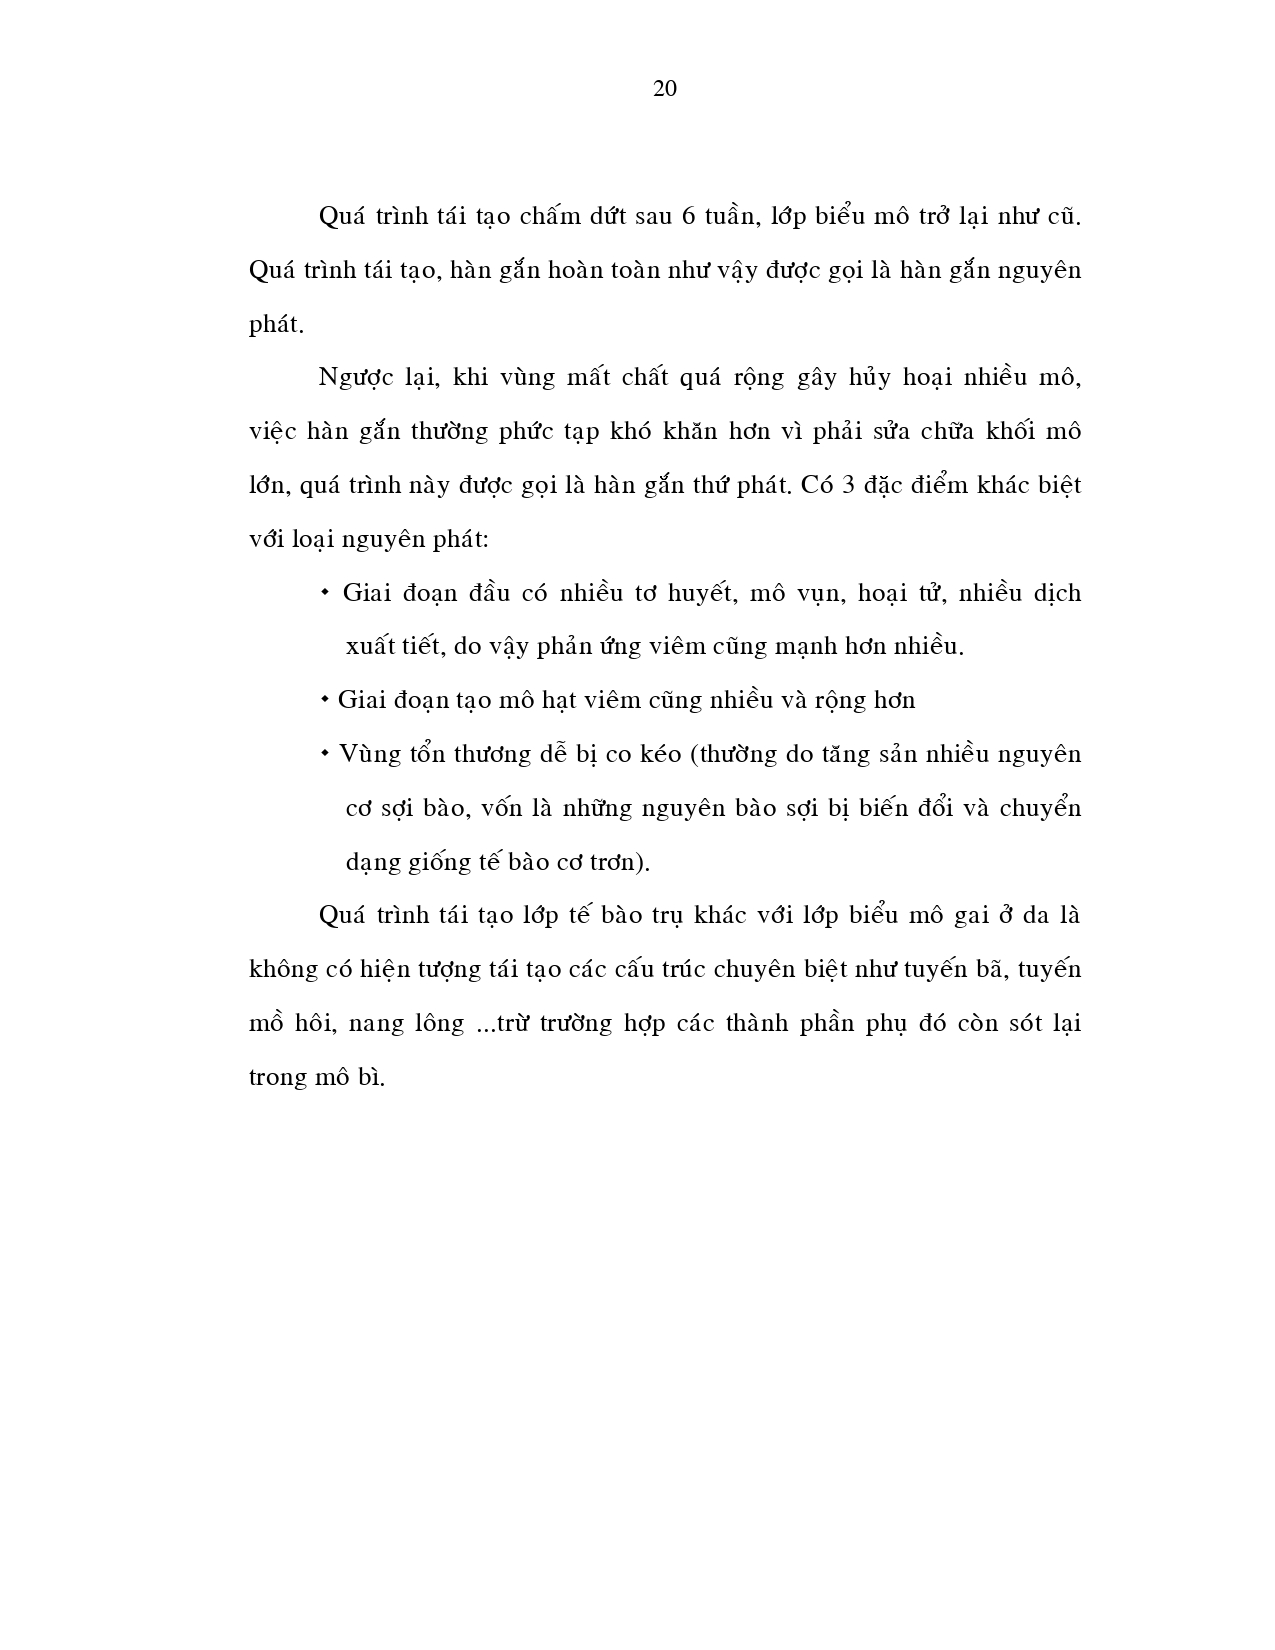 20
Quá trình tái tạo chấm dứt sau 6 tuần, lớp biểu mô trở lại như cũ.
Quá trình tái tạo, hàn gắn hoàn toàn như vậy được gọi là hàn gắn nguyên
phát.
Ngược lại, khi vùng mất chất quá rộng gây hủy hoại nhiều mô,
việc hàn gắn thường phức tạp khó khăn hơn vì phải sửa chữa khối mô
lớn, quá trình này được gọi là hàn gắn thứ phát. Có 3 đặc điểm khác biệt
với loại nguyên phát:
• Giai đoạn đầu có nhiều tơ huyết, mô vụn, hoại tử, nhiều dịch
xuất tiết, do vậy phản ứng viêm cũng mạnh hơn nhiều.
• Giai đoạn tạo mô hạt viêm cũng nhiều và rộng hơn
• Vùng tổn thương dễ bị co kéo (thường do tăng sản nhiều nguyên
cơ sợi bào, vốn là những nguyên bào sợi bị biến đổi và chuyển
dạng giống tế bào cơ trơn).
Quá trình tái tạo lớp tế bào trụ khác với lớp biểu mô gai ở da là
không có hiện tượng tái tạo các cấu trúc chuyên biệt như tuyến bã, tuyến
mồ hôi, nang lông ...trừ trường hợp các thành phần phụ đó còn sót lại
trong mô bì.